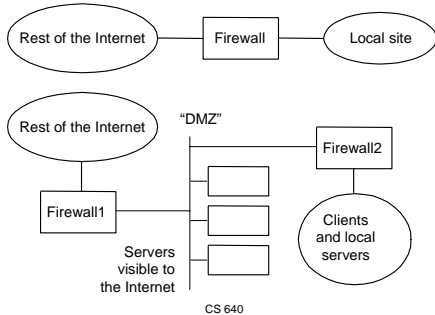 Rest of the Internet
Firewall
Local site
Rest of the Internet
“DMZ”
Firewall2
Firewall1
Clients
and local
servers
Servers
visible to
the Internet
CS 640